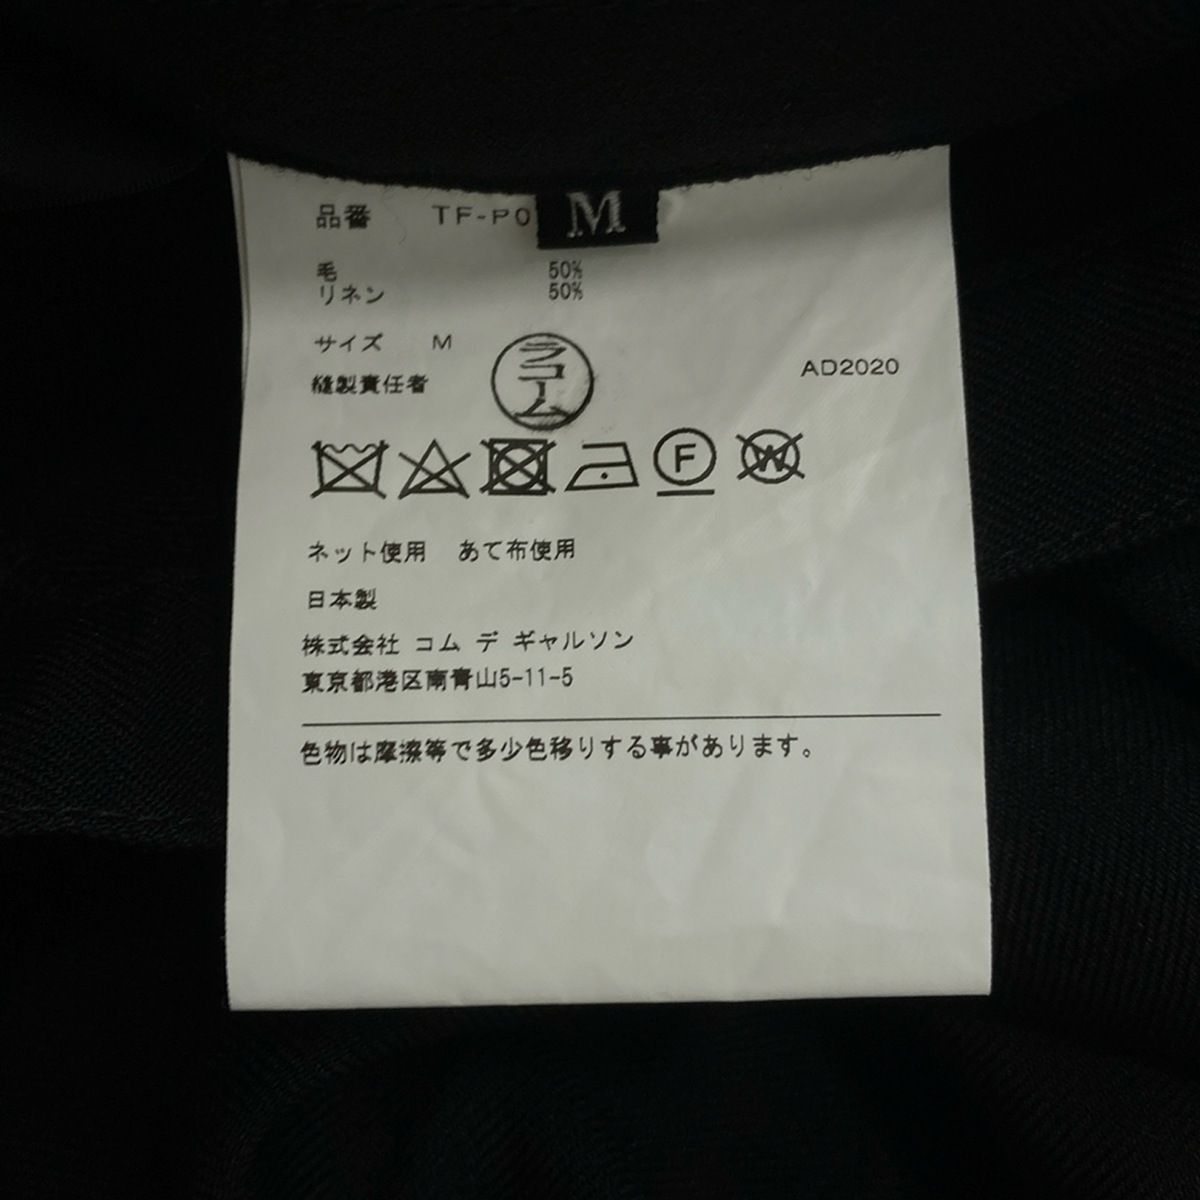 品番 TF-P0 M
毛 50%
リネン 50%
サイズ M
縫製責任者 ラコーム
AD2020
F W
ネット使用 あて布使用
日本製
株式会社 コム デ ギャルソン
東京都港区南青山5-11-5
色物は摩擦等で多少色移りする事があります。